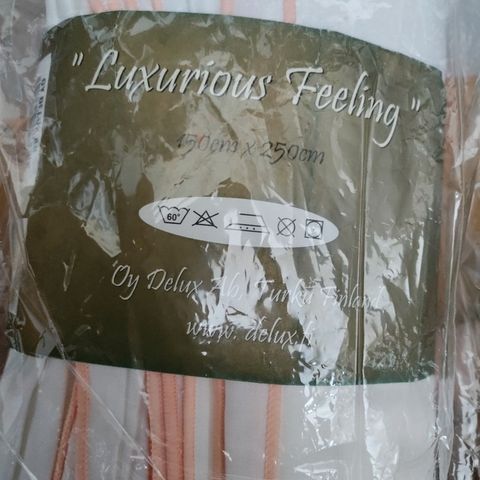 " Luxurious Feeling "
150cm x 250cm
60°
Oy Delux Ab, Turku Finland
www. delux.fi